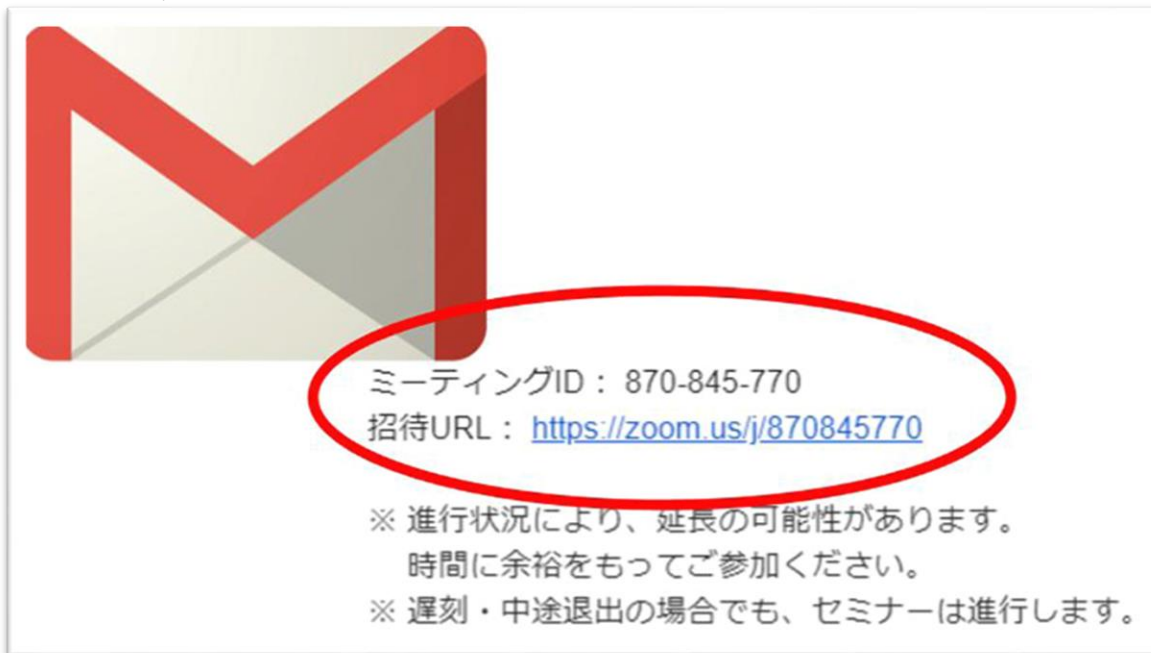 ミーティングID： 870-845-770
招待URL： https://zoom.us/j/870845770
※ 進行状況により、延長の可能性があります。
時間に余裕をもってご参加ください。
※ 遅刻・中途退出の場合でも、セミナーは進行します。